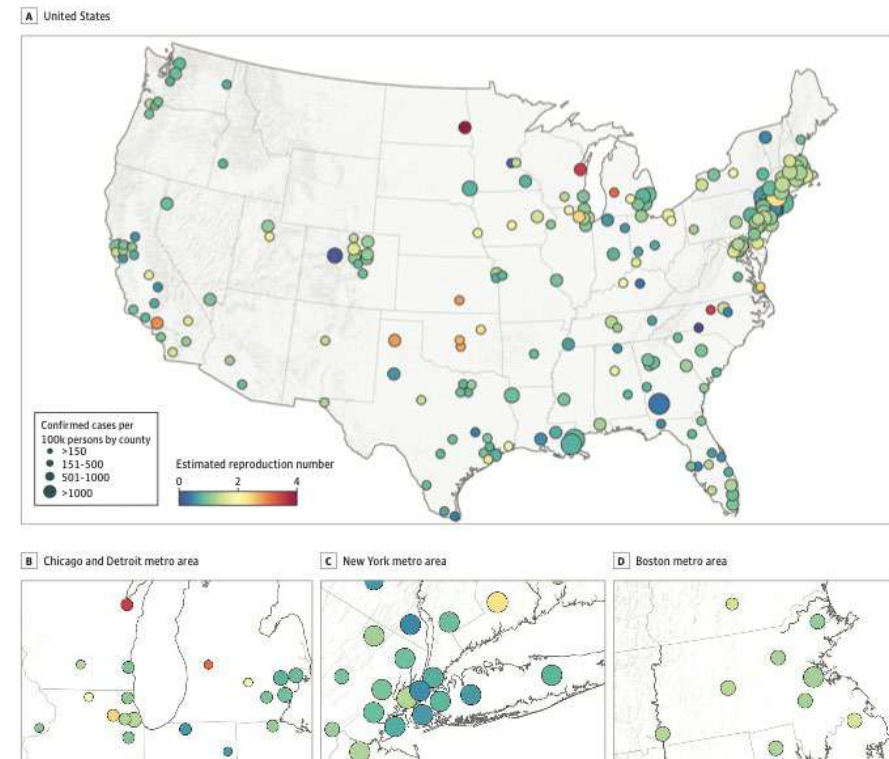 A United States
Confirmed cases per
100k persons by county
>150
151-500
501-1000
>1000
Estimated reproduction number
0 2 4
B Chicago and Detroit metro area
C New York metro area
D Boston metro area